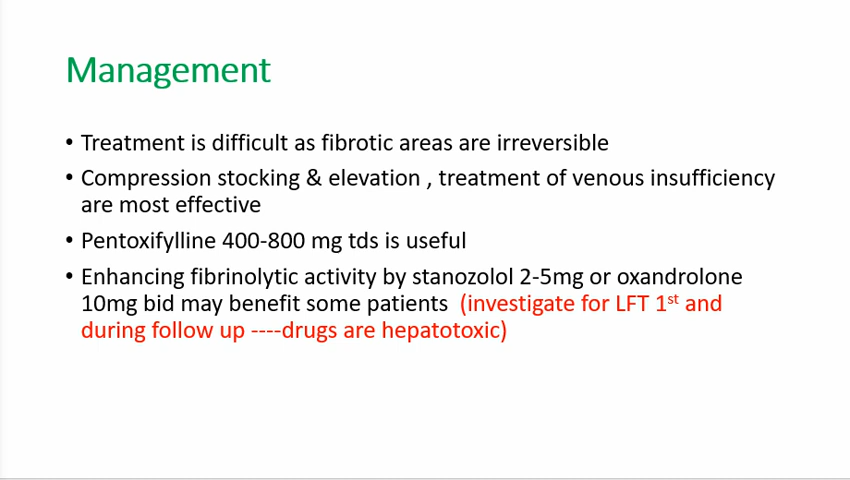 Management
• Treatment is difficult as fibrotic areas are irreversible
• Compression stocking & elevation , treatment of venous insufficiency
are most effective
• Pentoxifylline 400-800 mg tds is useful
• Enhancing fibrinolytic activity by stanozolol 2-5mg or oxandrolone
10mg bid may benefit some patients (investigate for LFT 1st and
during follow up ----drugs are hepatotoxic)